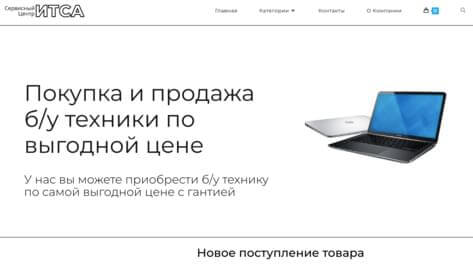 Сервисный
Центр ИТСА
Главная Категории Контакты О Компании
Покупка и продажа
б/у техники по
выгодной цене
У нас вы можете приобрести б/у технику
по самой выгодной цене с гантией
Новое поступление товара